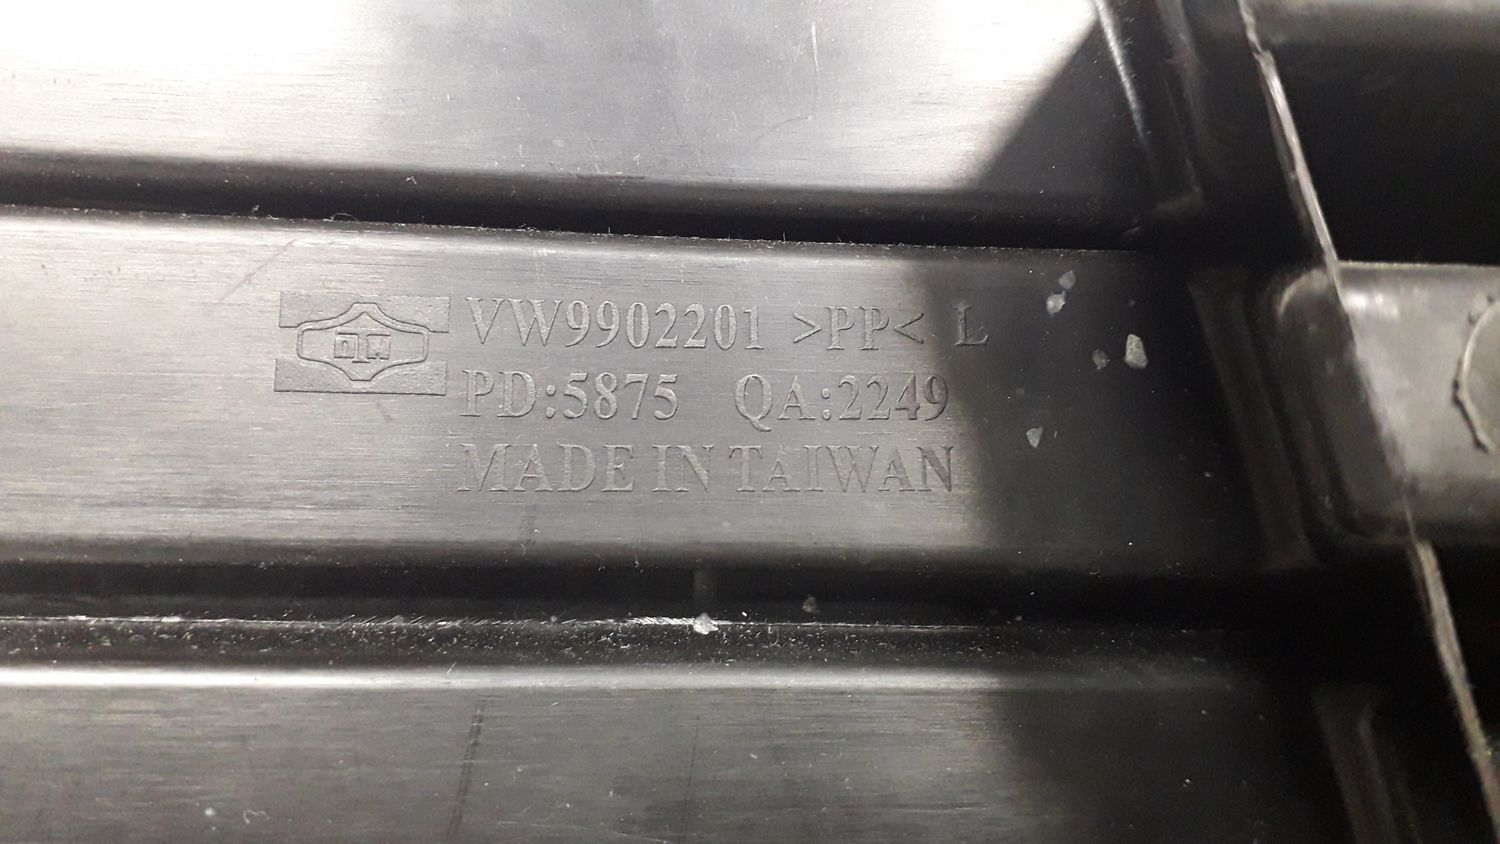 VW9902201 >PP< L
PD:5875 QA:2249
MADE IN TAIWAN